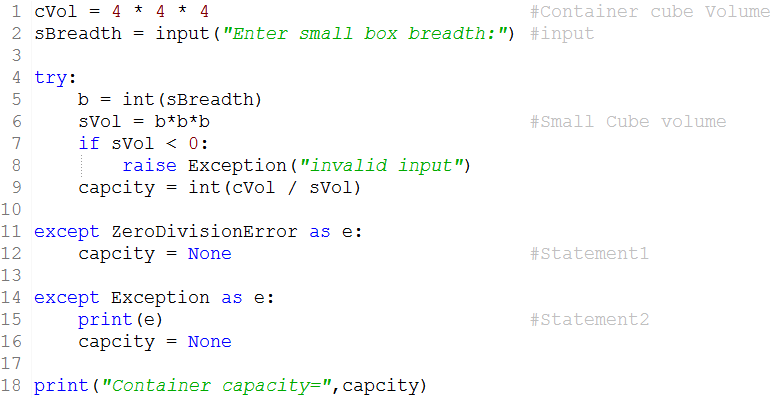 1 cVol = 4 * 4 * 4 #Container cube Volume
2 sBreadth = input("Enter small box breadth:") #input
3
4 try:
5 b = int(sBreadth)
6 sVol = b*b*b #Small Cube volume
7 if sVol < 0:
8 raise Exception("invalid input")
9 capcity = int(cVol / sVol)
10
11 except ZeroDivisionError as e:
12 capcity = None #Statement1
13
14 except Exception as e:
15 print(e) #Statement2
16 capcity = None
17
18 print("Container capacity=",capcity)